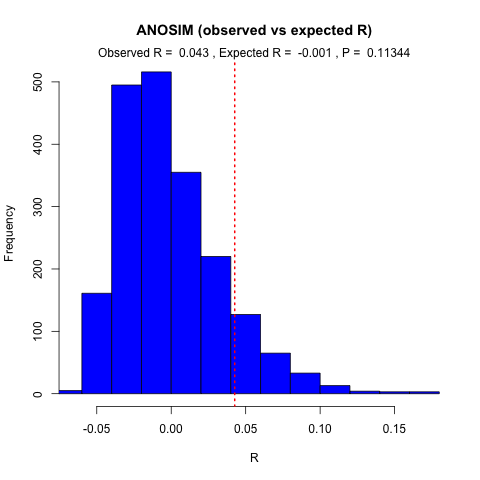 ANOSIM (observed vs expected R)
Observed R =  0.043 , Expected R =  -0.001 , P =  0.11344
500
400
300
200
100
0
Frequency
-0.05 0.00 0.05 0.10 0.15
R